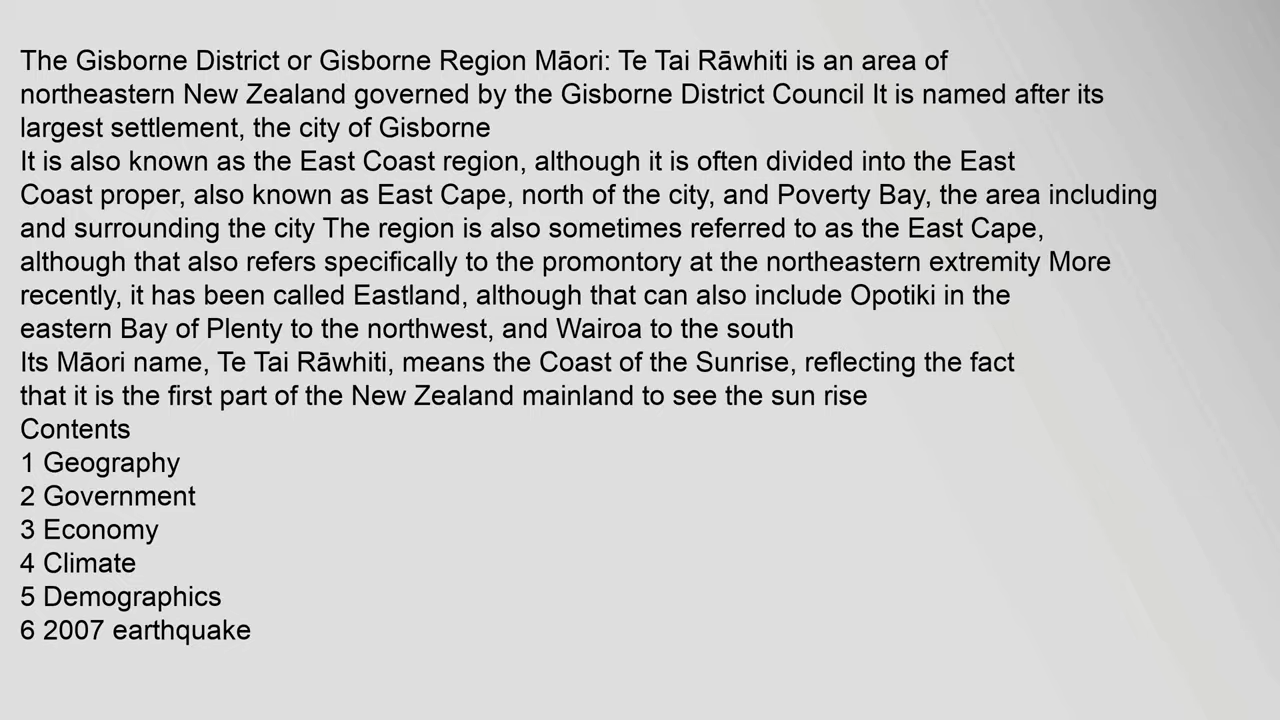 The Gisborne District or Gisborne Region Māori: Te Tai Rāwhiti is an area of
northeastern New Zealand governed by the Gisborne District Council It is named after its
largest settlement, the city of Gisborne
It is also known as the East Coast region, although it is often divided into the East
Coast proper, also known as East Cape, north of the city, and Poverty Bay, the area including
and surrounding the city The region is also sometimes referred to as the East Cape,
although that also refers specifically to the promontory at the northeastern extremity More
recently, it has been called Eastland, although that can also include Opotiki in the
eastern Bay of Plenty to the northwest, and Wairoa to the south
Its Māori name, Te Tai Rāwhiti, means the Coast of the Sunrise, reflecting the fact
that it is the first part of the New Zealand mainland to see the sun rise
Contents
1 Geography
2 Government
3 Economy
4 Climate
5 Demographics
6 2007 earthquake